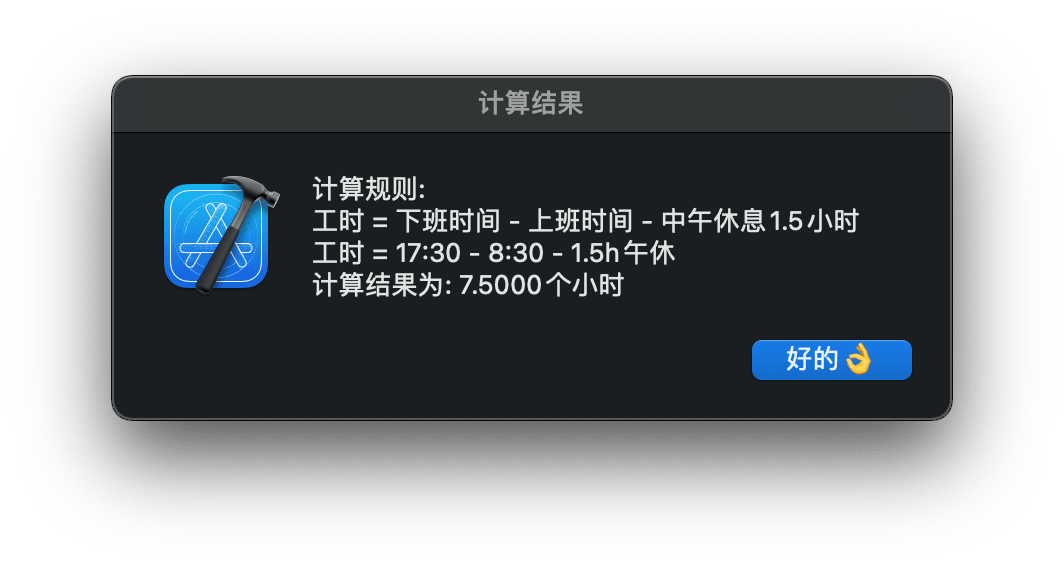 计算结果
计算规则:
工时 = 下班时间 - 上班时间 - 中午休息1.5小时
工时 = 17:30 - 8:30 - 1.5h午休
计算结果为: 7.5000个小时
好的👌